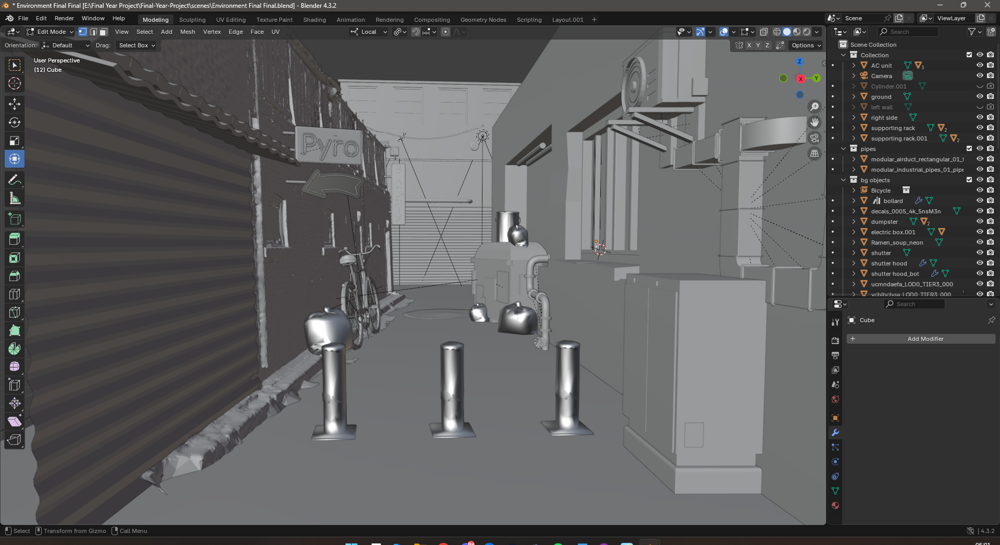 * Environment Final Final [E:\Final Year Project\Final-Year-Project\scenes\Environment Final Final.blend] - Blender 4.3.2
File Edit Render Window Help Modeling Sculpting UV Editing Texture Paint Shading Animation Rendering Compositing Geometry Nodes Scripting Layout.001 + Scene ViewLayer
Edit Mode View Select Add Mesh Vertex Edge Face UV Local Search
Orientation: Default Drag: Select Box X Y Z Options
User Perspective
(12) Cube
Z
X
Y
Pyro
Scene Collection
Collection
AC unit 3
Camera
Cylinder.001
ground
left wall
right side
supporting rack 2
supporting rack.001 2
pipes
modular_airduct_rectangular_01_
modular_industrial_pipes_01_pipe
bg objects
Bicycle
bollard
decals_0005_4k_5nsM3n
dumpster 2
electric box.001
Ramen_soup_neon
shutter
shutter hood
shutter hood_bot
ucmndaefa_LOD0_TIER3_000
vcblbchga_LOD0_TIER3_000
Search
Cube
+ Add Modifier
Select Transform from Gizmo Call Menu 4.3.2
9+
06:01